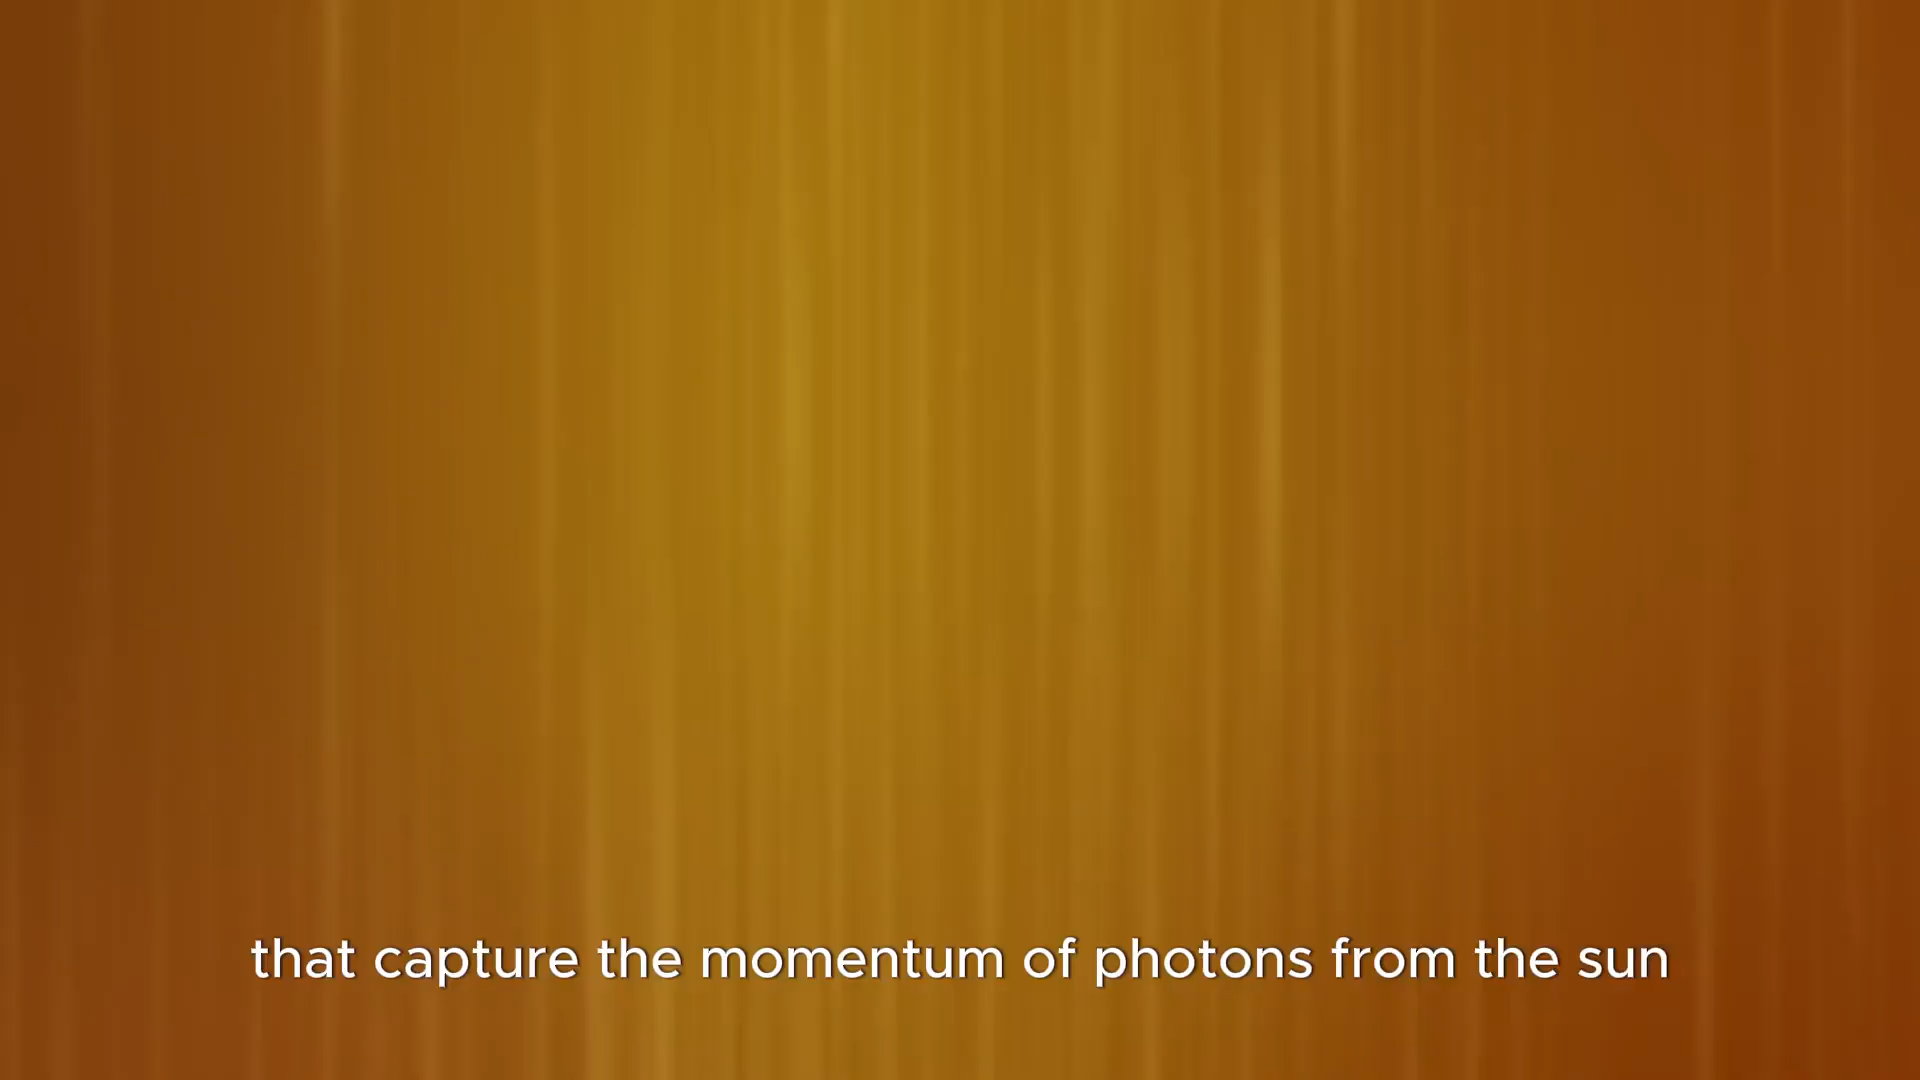 that capture the momentum of photons from the sun